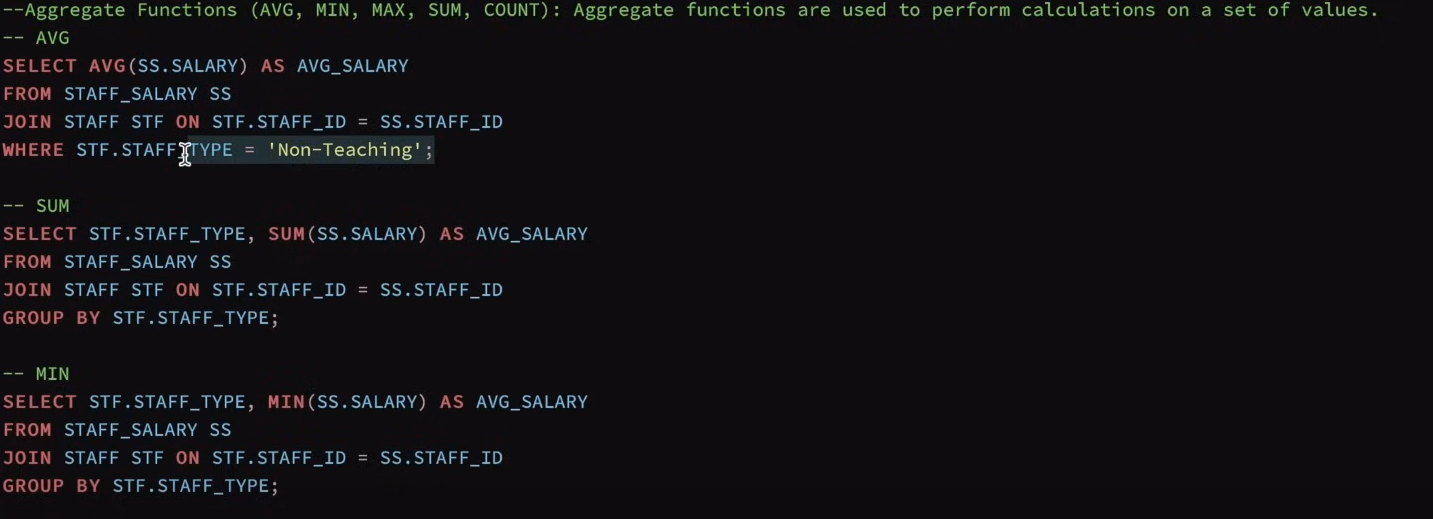 --Aggregate Functions (AVG, MIN, MAX, SUM, COUNT): Aggregate functions are used to perform calculations on a set of values.
-- AVG
SELECT AVG(SS.SALARY) AS AVG_SALARY
FROM STAFF_SALARY SS
JOIN STAFF STF ON STF.STAFF_ID = SS.STAFF_ID
WHERE STF.STAFF_TYPE = 'Non-Teaching';
-- SUM
SELECT STF.STAFF_TYPE, SUM(SS.SALARY) AS AVG_SALARY
FROM STAFF_SALARY SS
JOIN STAFF STF ON STF.STAFF_ID = SS.STAFF_ID
GROUP BY STF.STAFF_TYPE;
-- MIN
SELECT STF.STAFF_TYPE, MIN(SS.SALARY) AS AVG_SALARY
FROM STAFF_SALARY SS
JOIN STAFF STF ON STF.STAFF_ID = SS.STAFF_ID
GROUP BY STF.STAFF_TYPE;